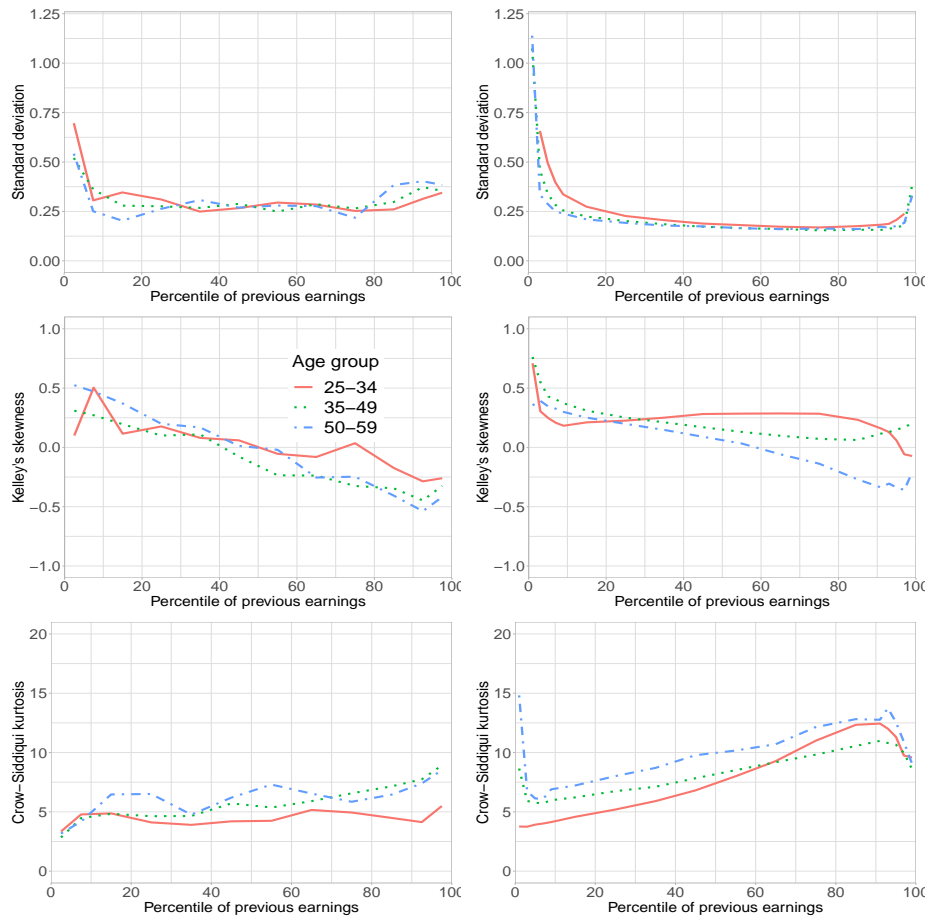 Standard deviation
1.25
1.00
0.75
0.50
0.25
0.00
0 20 40 60 80 100
Percentile of previous earnings
Standard deviation
1.25
1.00
0.75
0.50
0.25
0.00
0 20 40 60 80 100
Percentile of previous earnings
Kelley's skewness
1.0
0.5
0.0
−0.5
−1.0
Age group
25−34
35−49
50−59
0 20 40 60 80 100
Percentile of previous earnings
Kelley's skewness
1.0
0.5
0.0
−0.5
−1.0
0 20 40 60 80 100
Percentile of previous earnings
Crow−Siddiqui kurtosis
20
15
10
5
0
0 20 40 60 80 100
Percentile of previous earnings
Crow−Siddiqui kurtosis
20
15
10
5
0
0 20 40 60 80 100
Percentile of previous earnings